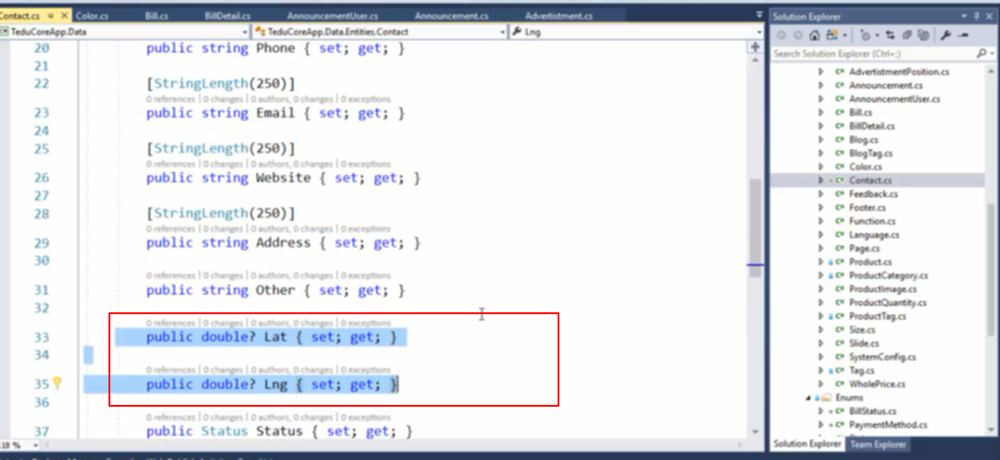 Contact.cs
Color.cs
Bill.cs
BillDetail.cs
AnnouncementUser.cs
Announcement.cs
Advertistment.cs
TeduCoreApp.Data
TeduCoreApp.Data.Entities.Contact
Lng
20 public string Phone { set; get; }
21
22 [StringLength(250)]
0 references | 0 changes | 0 authors, 0 changes | 0 exceptions
23 public string Email { set; get; }
24
25 [StringLength(250)]
0 references | 0 changes | 0 authors, 0 changes | 0 exceptions
26 public string Website { set; get; }
27
28 [StringLength(250)]
0 references | 0 changes | 0 authors, 0 changes | 0 exceptions
29 public string Address { set; get; }
30
0 references | 0 changes | 0 authors, 0 changes | 0 exceptions
31 public string Other { set; get; }
32
0 references | 0 changes | 0 authors, 0 changes | 0 exceptions
33 public double? Lat { set; get; }
34
0 references | 0 changes | 0 authors, 0 changes | 0 exceptions
35 public double? Lng { set; get; }
36
0 references | 0 changes | 0 authors, 0 changes | 0 exceptions
37 public Status Status { set; get; }
Solution Explorer
Search Solution Explorer (Ctrl+;)
C# AdvertistmentPosition.cs
C# Announcement.cs
C# AnnouncementUser.cs
C# Bill.cs
C# BillDetail.cs
C# Blog.cs
C# BlogTag.cs
C# Color.cs
C# Contact.cs
C# Feedback.cs
C# Footer.cs
C# Function.cs
C# Language.cs
C# Page.cs
C# Product.cs
C# ProductCategory.cs
C# ProductImage.cs
C# ProductQuantity.cs
C# ProductTag.cs
C# Size.cs
C# Slide.cs
C# SystemConfig.cs
C# Tag.cs
C# WholePrice.cs
Enums
C# BillStatus.cs
C# PaymentMethod.cs
Solution Explorer
Team Explorer